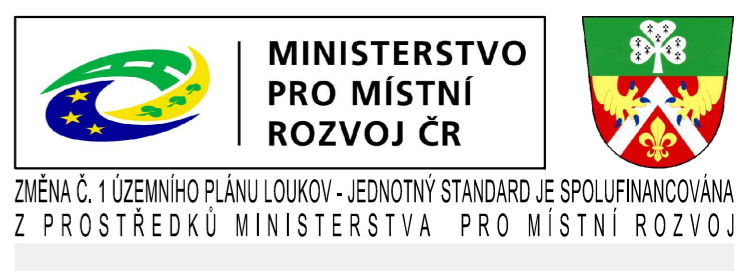 MINISTERSTVO
PRO MÍSTNÍ
ROZVOJ ČR
ZMĚNA Č. 1 ÚZEMNÍHO PLÁNU LOUKOV - JEDNOTNÝ STANDARD JE SPOLUFINANCOVÁNA
Z PROSTŘEDKŮ MINISTERSTVA PRO MÍSTNÍ ROZVOJ